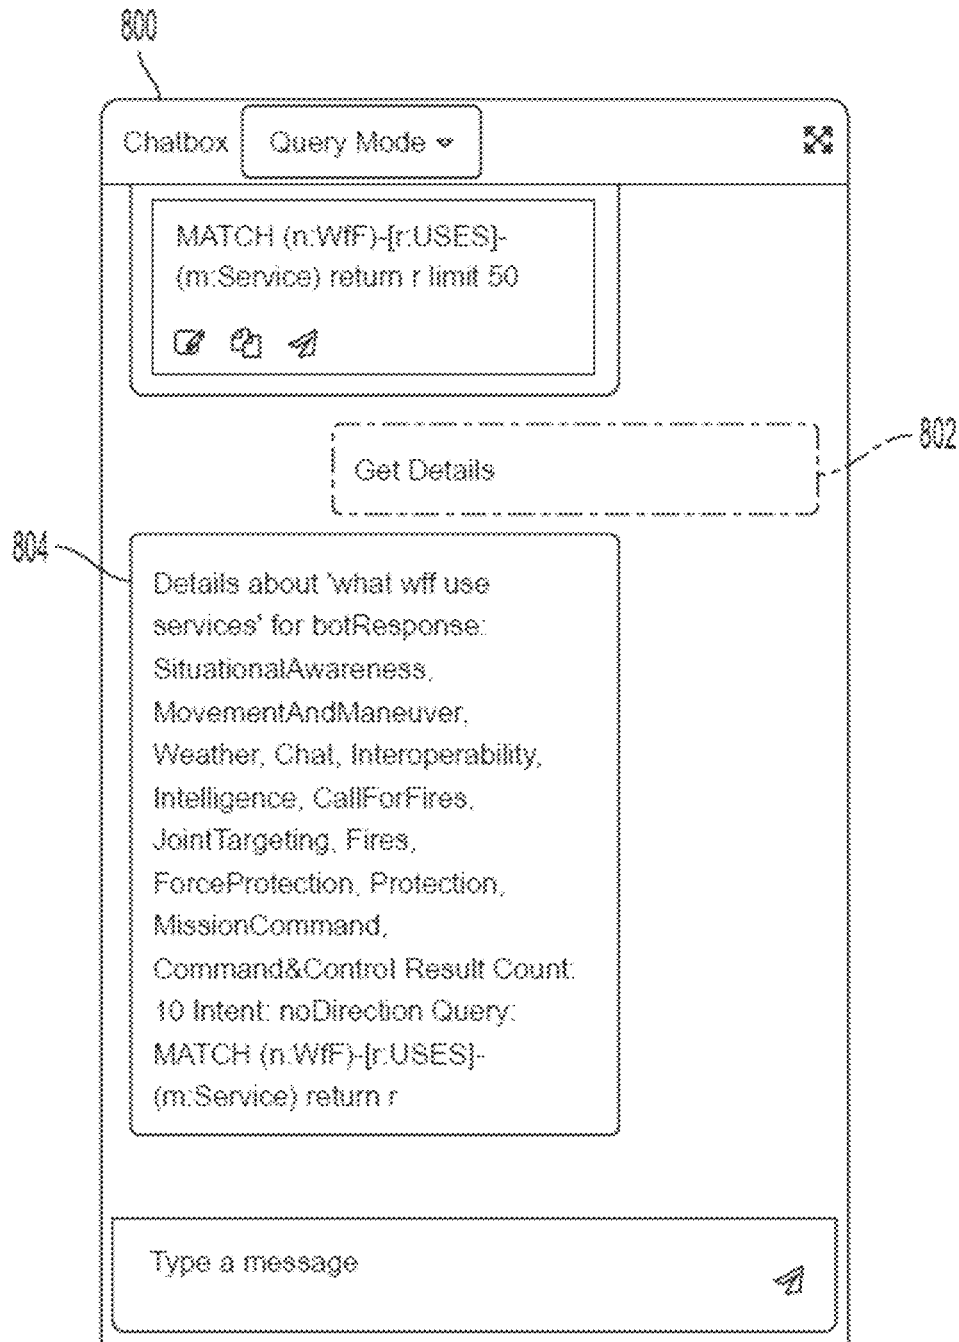 800
Chatbox Query Mode
MATCH (n:WfF)-[r:USES]-
(m:Service) return r limit 50
Get Details
802
804
Details about 'what wff use
services' for botResponse:
SituationalAwareness,
MovementAndManeuver,
Weather, Chat, Interoperability,
Intelligence, CallForFires,
JointTargeting, Fires,
ForceProtection, Protection,
MissionCommand,
Command&Control Result Count:
10 Intent: noDirection Query:
MATCH (n:WfF)-[r:USES]-
(m:Service) return r
Type a message